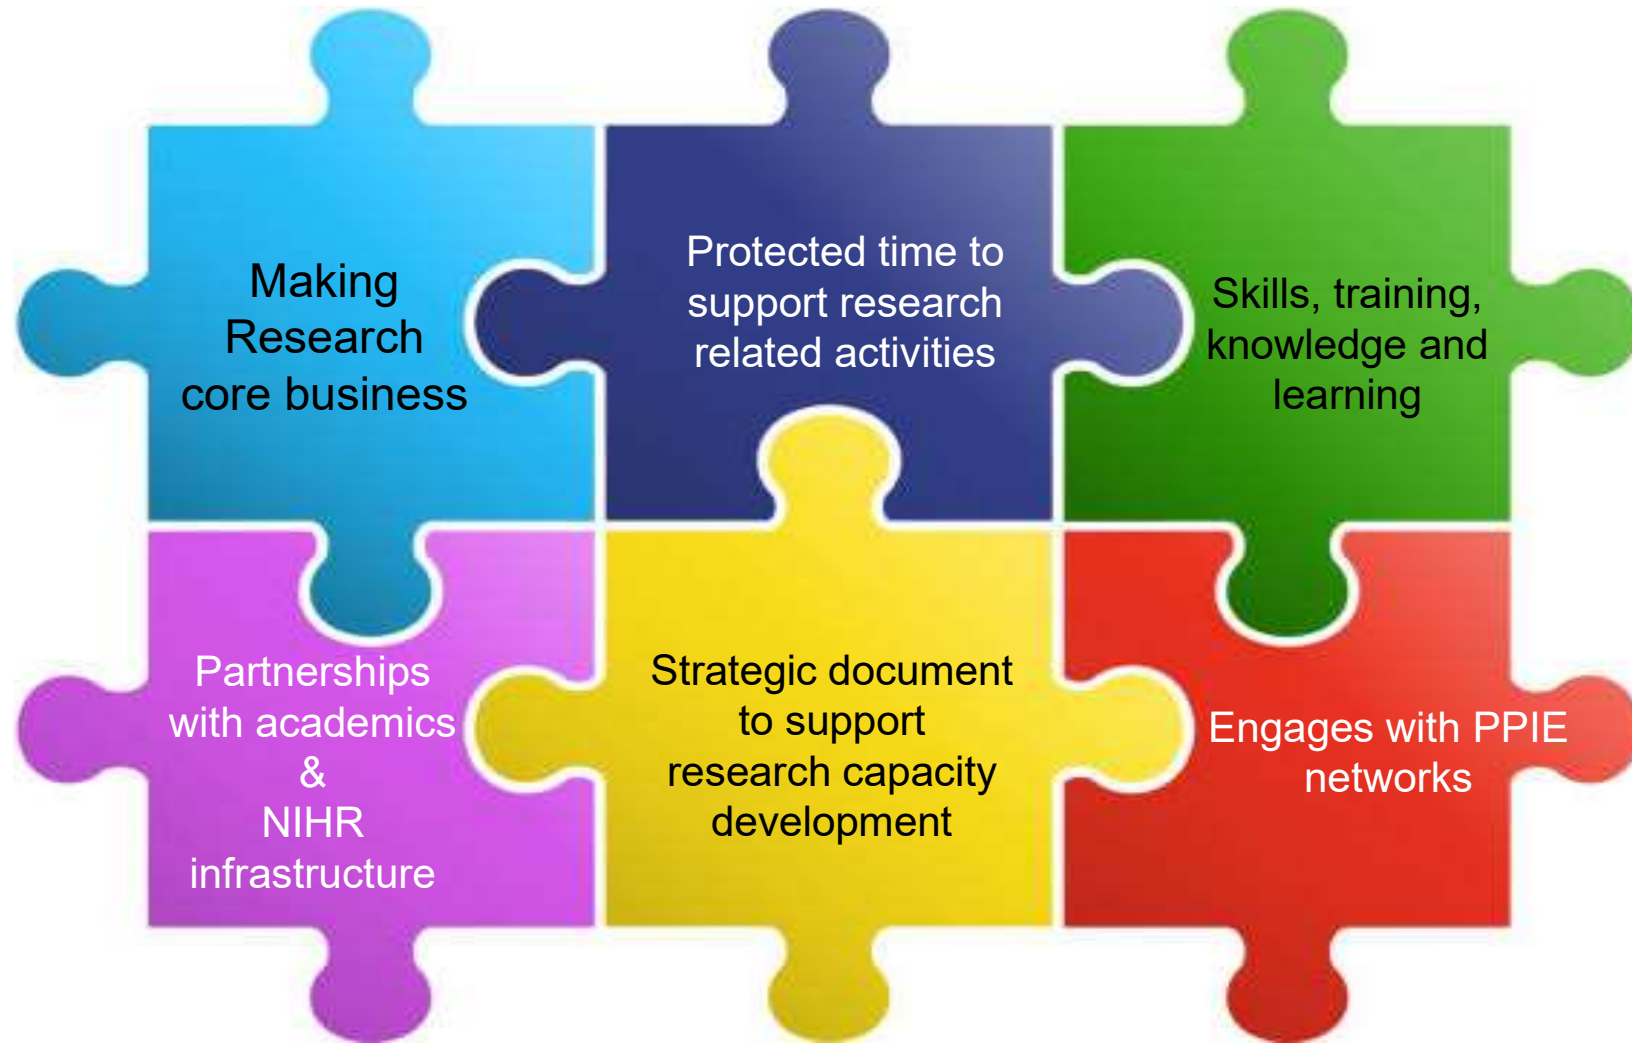 Making
Research
core business
Protected time to
support research
related activities
Skills, training,
knowledge and
learning
Partnerships
with academics
&
NIHR
infrastructure
Strategic document
to support
research capacity
development
Engages with PPIE
networks